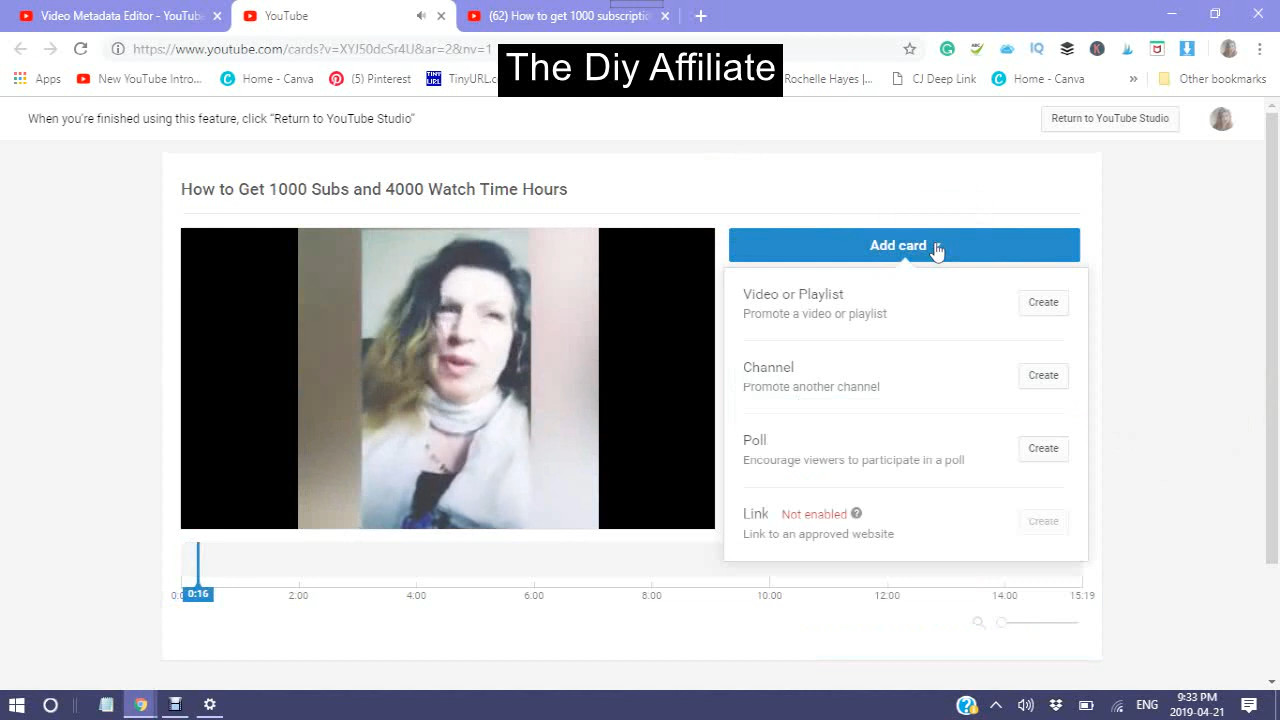 Video Metadata Editor - YouTube
YouTube
(62) How to get 1000 subscriptio
https://www.youtube.com/cards?v=XYJ50dcSr4U&ar=2&nv=1
The Diy Affiliate
Apps
New YouTube Intro...
Home - Canva
(5) Pinterest
TinyURL.c
Rochelle Hayes |
CJ Deep Link
Home - Canva
Other bookmarks
When you're finished using this feature, click "Return to YouTube Studio"
Return to YouTube Studio
How to Get 1000 Subs and 4000 Watch Time Hours
Add card
Video or Playlist
Promote a video or playlist
Create
Channel
Promote another channel
Create
Poll
Encourage viewers to participate in a poll
Create
Link Not enabled
Link to an approved website
Create
0:16
2:00
4:00
6:00
8:00
10:00
12:00
14:00
15:19
ENG
9:33 PM
2019-04-21